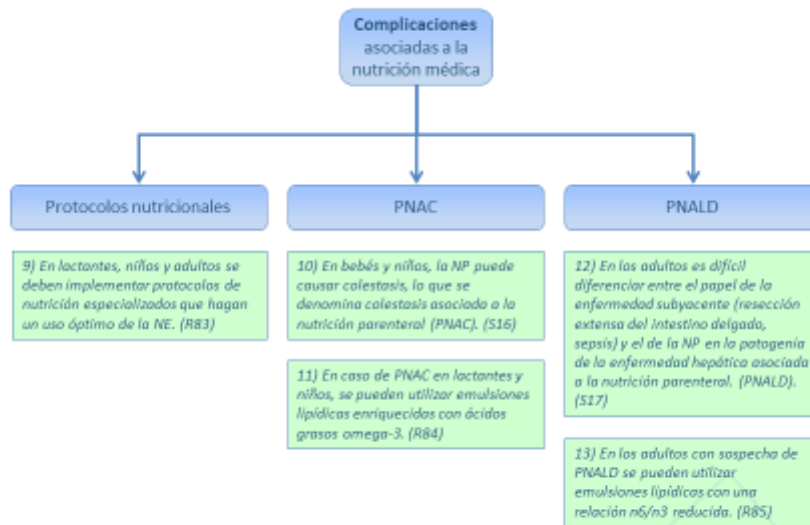 Complicaciones
asociadas a la
nutrición médica
Protocolos nutricionales
PNAC
PNALD
9) En lactantes, niños y adultos se
deben implementar protocolos de
nutrición especializados que hagan
un uso óptimo de la NE. (R83)
10) En bebés y niños, la NP puede
causar colestasis, lo que se
denomina colestasis asociada a la
nutrición parenteral (PNAC). (S16)
11) En caso de PNAC en lactantes y
niños, se pueden utilizar emulsiones
lipídicas enriquecidas con ácidos
grasos omega-3. (R84)
12) En los adultos es difícil
diferenciar entre el papel de la
enfermedad subyacente (resección
extensa del intestino delgado,
sepsis) y el de la NP en la patogenia
de la enfermedad hepática asociada
a la nutrición parenteral. (PNALD).
(S17)
13) En los adultos con sospecha de
PNALD se pueden utilizar
emulsiones lipídicas con una
relación n6/n3 reducida. (R85)